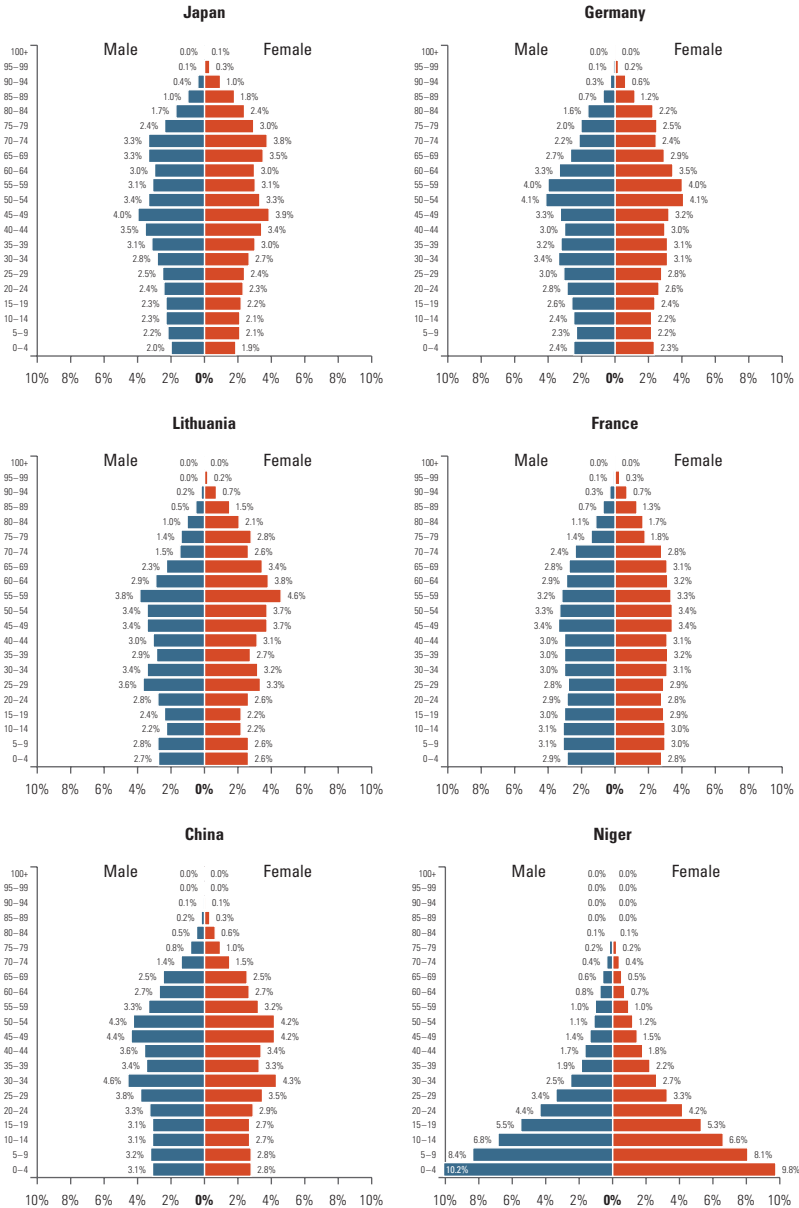 Japan
Male Female
100+ 0.0% 0.1%
95–99 0.1% 0.3%
90–94 0.4% 1.0%
85–89 1.0% 1.8%
80–84 1.7% 2.4%
75–79 2.4% 3.0%
70–74 3.3% 3.8%
65–69 3.3% 3.5%
60–64 3.0% 3.0%
55–59 3.1% 3.1%
50–54 3.4% 3.3%
45–49 4.0% 3.9%
40–44 3.5% 3.4%
35–39 3.1% 3.0%
30–34 2.8% 2.7%
25–29 2.5% 2.4%
20–24 2.4% 2.3%
15–19 2.3% 2.2%
10–14 2.3% 2.1%
5–9 2.2% 2.1%
0–4 2.0% 1.9%
10% 8% 6% 4% 2% 0% 2% 4% 6% 8% 10%
Germany
Male Female
100+ 0.0% 0.0%
95–99 0.1% 0.2%
90–94 0.3% 0.6%
85–89 0.7% 1.2%
80–84 1.6% 2.2%
75–79 2.0% 2.5%
70–74 2.2% 2.4%
65–69 2.7% 2.9%
60–64 3.3% 3.5%
55–59 4.0% 4.0%
50–54 4.1% 4.1%
45–49 3.3% 3.2%
40–44 3.0% 3.0%
35–39 3.2% 3.1%
30–34 3.4% 3.1%
25–29 3.0% 2.8%
20–24 2.8% 2.6%
15–19 2.6% 2.4%
10–14 2.4% 2.2%
5–9 2.3% 2.2%
0–4 2.4% 2.3%
10% 8% 6% 4% 2% 0% 2% 4% 6% 8% 10%
Lithuania
Male Female
100+ 0.0% 0.0%
95–99 0.0% 0.2%
90–94 0.2% 0.7%
85–89 0.5% 1.5%
80–84 1.0% 2.1%
75–79 1.4% 2.8%
70–74 1.5% 2.6%
65–69 2.3% 3.4%
60–64 2.9% 3.8%
55–59 3.8% 4.6%
50–54 3.4% 3.7%
45–49 3.4% 3.7%
40–44 3.0% 3.1%
35–39 2.9% 2.7%
30–34 3.4% 3.2%
25–29 3.6% 3.3%
20–24 2.8% 2.6%
15–19 2.4% 2.2%
10–14 2.2% 2.2%
5–9 2.8% 2.6%
0–4 2.7% 2.6%
10% 8% 6% 4% 2% 0% 2% 4% 6% 8% 10%
France
Male Female
100+ 0.0% 0.0%
95–99 0.1% 0.3%
90–94 0.3% 0.7%
85–89 0.7% 1.3%
80–84 1.1% 1.7%
75–79 1.4% 1.8%
70–74 2.4% 2.8%
65–69 2.8% 3.1%
60–64 2.9% 3.2%
55–59 3.2% 3.3%
50–54 3.3% 3.4%
45–49 3.4% 3.4%
40–44 3.0% 3.1%
35–39 3.0% 3.2%
30–34 3.0% 3.1%
25–29 2.8% 2.9%
20–24 2.9% 2.8%
15–19 3.0% 2.9%
10–14 3.1% 3.0%
5–9 3.1% 3.0%
0–4 2.9% 2.8%
10% 8% 6% 4% 2% 0% 2% 4% 6% 8% 10%
China
Male Female
100+ 0.0% 0.0%
95–99 0.0% 0.0%
90–94 0.1% 0.1%
85–89 0.2% 0.3%
80–84 0.5% 0.6%
75–79 0.8% 1.0%
70–74 1.4% 1.5%
65–69 2.5% 2.5%
60–64 2.7% 2.7%
55–59 3.3% 3.2%
50–54 4.3% 4.2%
45–49 4.4% 4.2%
40–44 3.6% 3.4%
35–39 3.4% 3.3%
30–34 4.6% 4.3%
25–29 3.8% 3.5%
20–24 3.3% 2.9%
15–19 3.1% 2.7%
10–14 3.1% 2.7%
5–9 3.2% 2.8%
0–4 3.1% 2.8%
10% 8% 6% 4% 2% 0% 2% 4% 6% 8% 10%
Niger
Male Female
100+ 0.0% 0.0%
95–99 0.0% 0.0%
90–94 0.0% 0.0%
85–89 0.0% 0.0%
80–84 0.1% 0.1%
75–79 0.2% 0.2%
70–74 0.4% 0.4%
65–69 0.6% 0.5%
60–64 0.8% 0.7%
55–59 1.0% 1.0%
50–54 1.1% 1.2%
45–49 1.4% 1.5%
40–44 1.7% 1.8%
35–39 1.9% 2.2%
30–34 2.5% 2.7%
25–29 3.4% 3.3%
20–24 4.4% 4.2%
15–19 5.5% 5.3%
10–14 6.8% 6.6%
5–9 8.4% 8.1%
0–4 10.2% 9.8%
10% 8% 6% 4% 2% 0% 2% 4% 6% 8% 10%